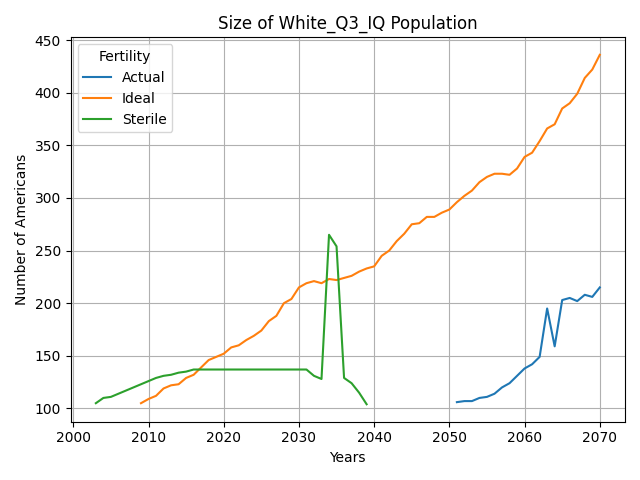 Size of White_Q3_IQ Population
Number of Americans
450
400
350
300
250
200
150
100
Fertility
Actual
Ideal
Sterile
2000
2010
2020
2030
2040
2050
2060
2070
Years